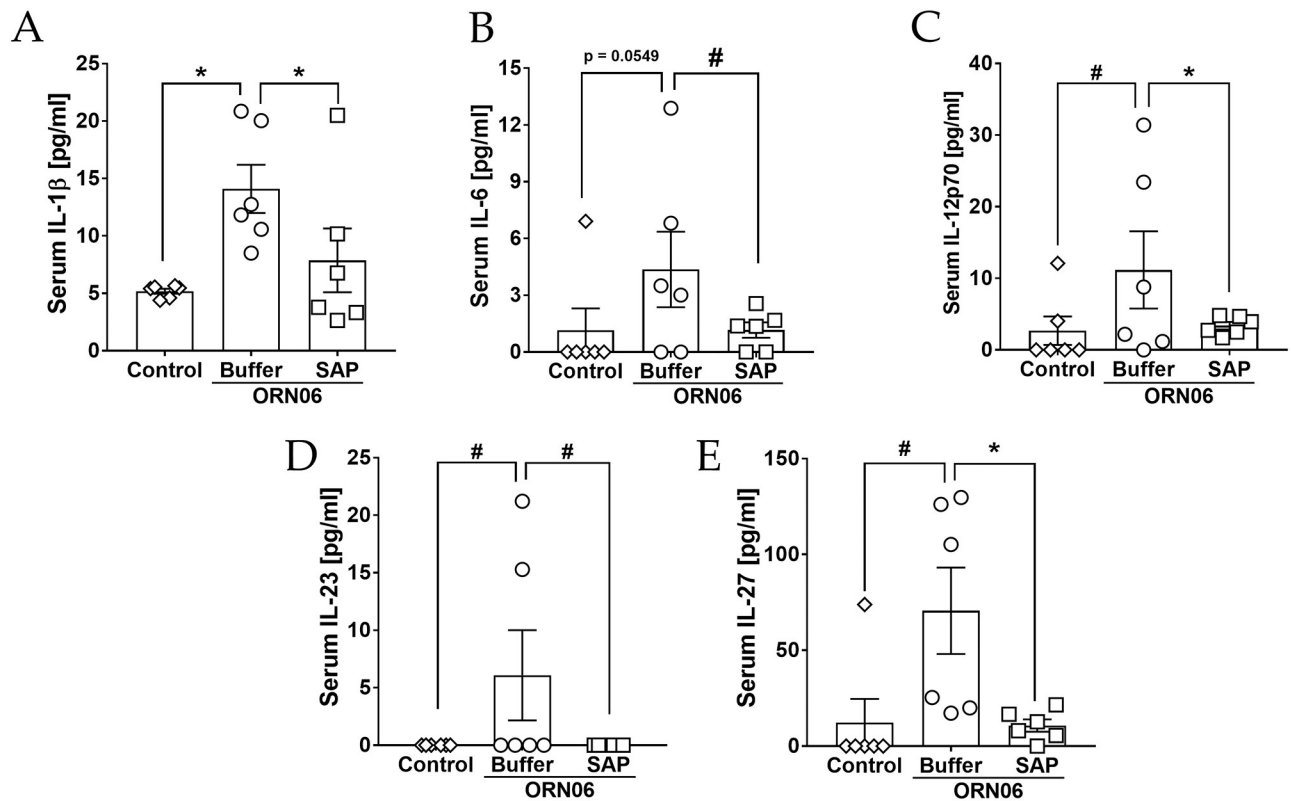 A
Serum IL-1β [pg/ml]
25
20
15
10
5
0
* *
Control Buffer SAP
ORN06
B
Serum IL-6 [pg/ml]
15
12
9
6
3
0
p = 0.0549 #
Control Buffer SAP
ORN06
C
Serum IL-12p70 [pg/ml]
40
30
20
10
0
# *
Control Buffer SAP
ORN06
D
Serum IL-23 [pg/ml]
25
20
15
10
5
0
# #
Control Buffer SAP
ORN06
E
Serum IL-27 [pg/ml]
150
100
50
0
# *
Control Buffer SAP
ORN06